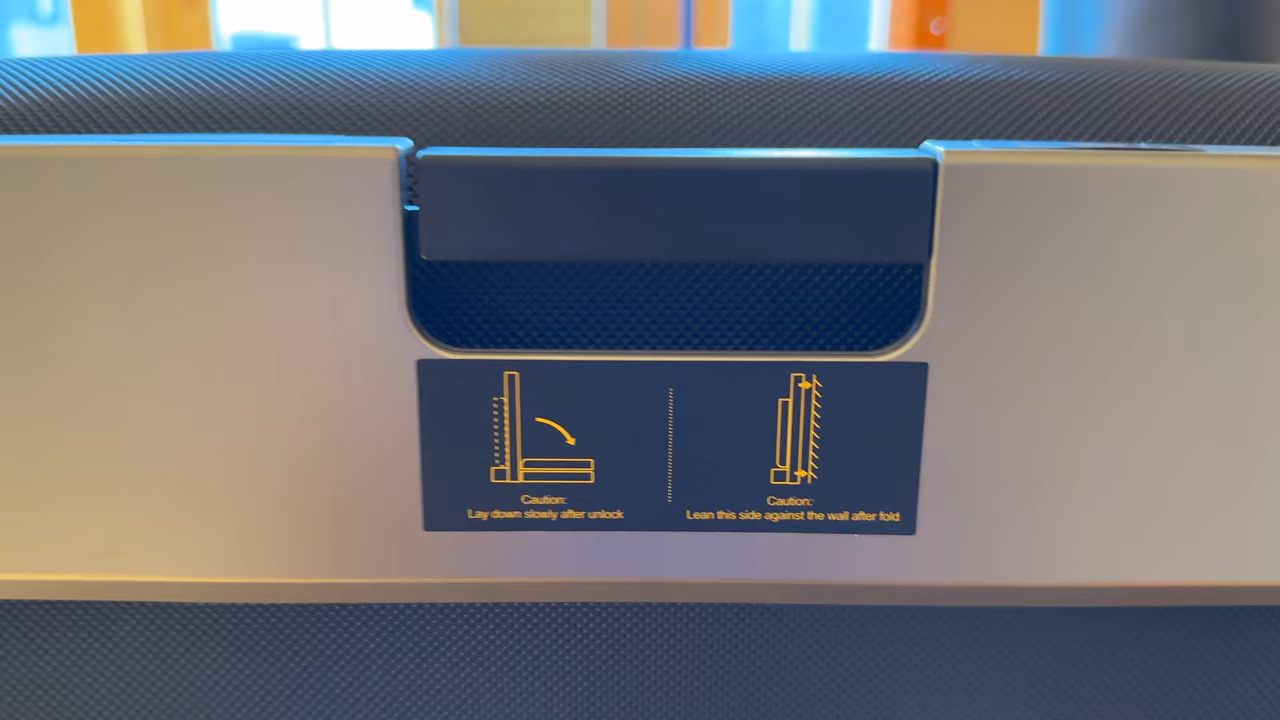 Caution:
Lay down slowly after unlock
Caution:
Lean this side against the wall after fold